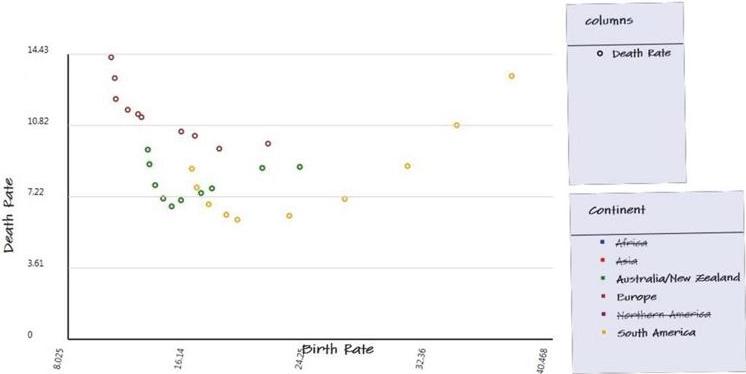 columns
Death Rate
14.43
10.82
7.22
3.61
0
Death Rate
8.025
16.14
24.25
32.36
40.468
Birth Rate
Continent
Africa
Asia
Australia/New Zealand
Europe
Northern America
South America